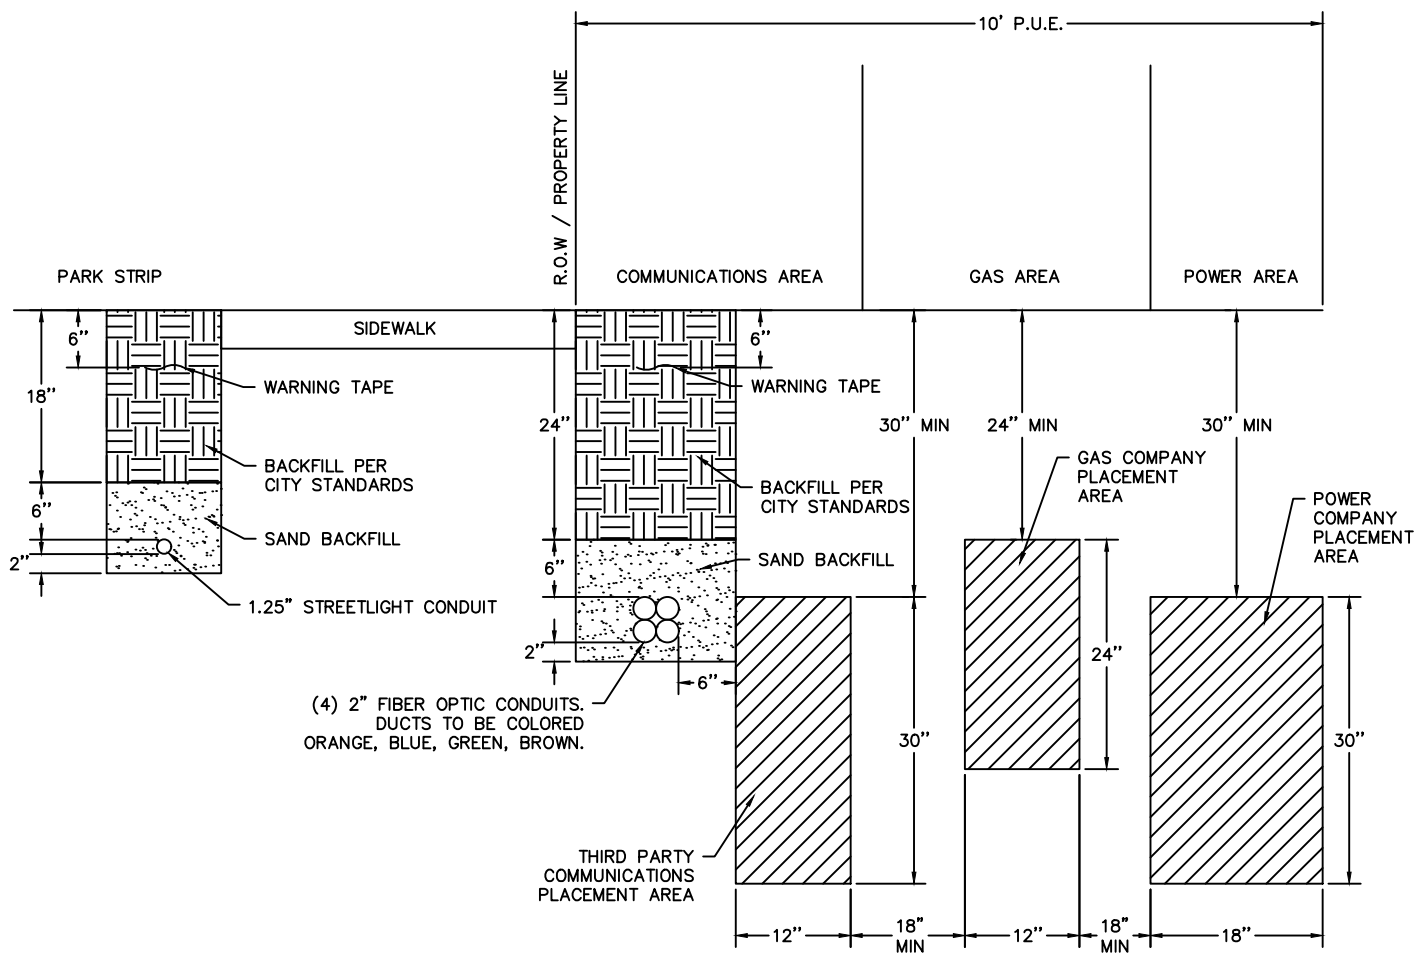 10' P.U.E.
R.O.W / PROPERTY LINE
PARK STRIP
COMMUNICATIONS AREA
GAS AREA
POWER AREA
SIDEWALK
6"
6"
WARNING TAPE
WARNING TAPE
18"
24"
30" MIN
24" MIN
30" MIN
BACKFILL PER
CITY STANDARDS
GAS COMPANY
PLACEMENT
AREA
BACKFILL PER
CITY STANDARDS
POWER
COMPANY
PLACEMENT
AREA
6"
SAND BACKFILL
2"
6"
SAND BACKFILL
1.25" STREETLIGHT CONDUIT
2"
24"
6"
(4) 2" FIBER OPTIC CONDUITS.
DUCTS TO BE COLORED
ORANGE, BLUE, GREEN, BROWN.
30"
30"
THIRD PARTY
COMMUNICATIONS
PLACEMENT AREA
12"
18"
MIN
12"
18"
MIN
18"